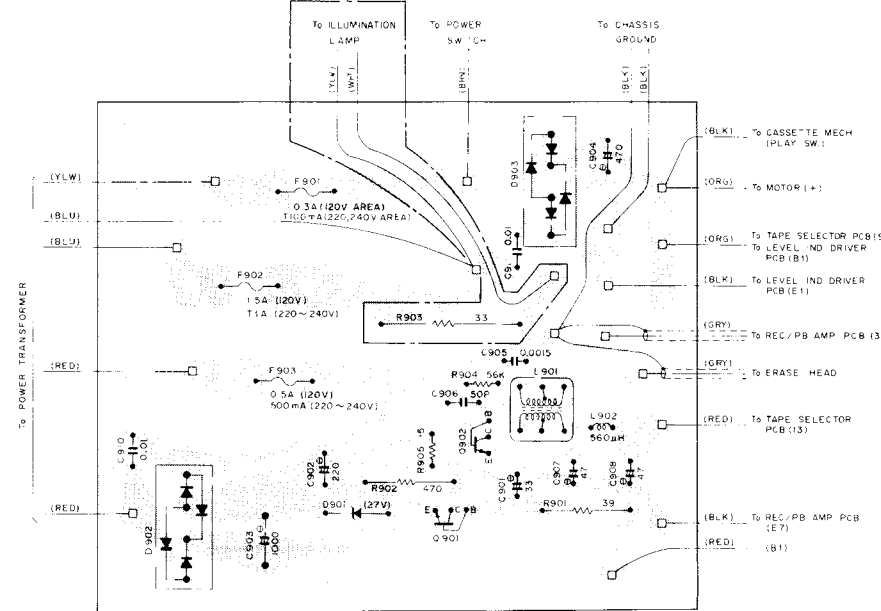 To ILLUMINATION
LAMP
To POWER
SWITCH
To CHASSIS
GROUND
(YLW)
(WHT)
(BRN)
(BLK)
(BLK)
(BLK)
To CASSETTE MECH
(PLAY SW.)
D903
C904
470
(YLW)
F901
0.3A (120V AREA)
T100mA (220,240V AREA)
(ORG)
To MOTOR (+)
(BLU)
(BLU)
0.01
(ORG)
To TAPE SELECTOR PCB
To LEVEL IND DRIVER
PCB (B1)
F902
1.5A (120V)
T1A (220~240V)
(BLK)
To LEVEL IND DRIVER
PCB (E1)
R903
33
(GRY)
To REC/PB AMP PCB
To POWER TRANSFORMER
C905
0.0015
(RED)
F903
0.5A (120V)
500mA (220~240V)
R904
56K
L901
(GRY)
To ERASE HEAD
C906
50P
L902
560μH
(RED)
To TAPE SELECTOR
PCB (13)
B
C
E
Q902
R905
15
C910
0.01
C902
220
R902
470
C901
33
C907
47
C908
47
D901
(27V)
R901
39
(RED)
D902
C903
1000
E
C
B
Q901
(BLK)
To REC/PB AMP PCB
(E7)
(RED)
(B1)